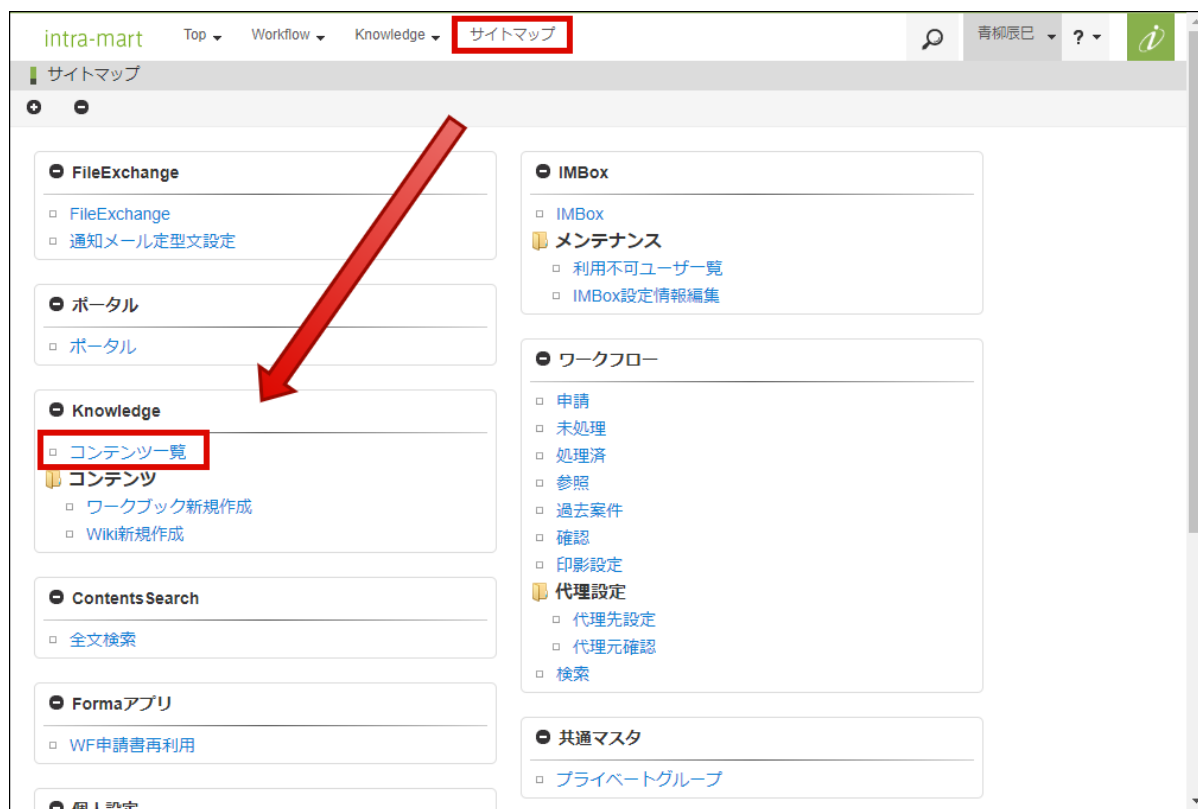 intra-mart Top Workflow Knowledge サイトマップ 青柳辰巳 ?
サイトマップ
FileExchange
FileExchange
通知メール定型文設定
ポータル
ポータル
Knowledge
コンテンツ一覧
コンテンツ
ワークブック新規作成
Wiki新規作成
ContentsSearch
全文検索
Formaアプリ
WF申請書再利用
個人設定
IMBox
IMBox
メンテナンス
利用不可ユーザ一覧
IMBox設定情報編集
ワークフロー
申請
未処理
処理済
参照
過去案件
確認
印影設定
代理設定
代理先設定
代理元確認
検索
共通マスタ
プライベートグループ